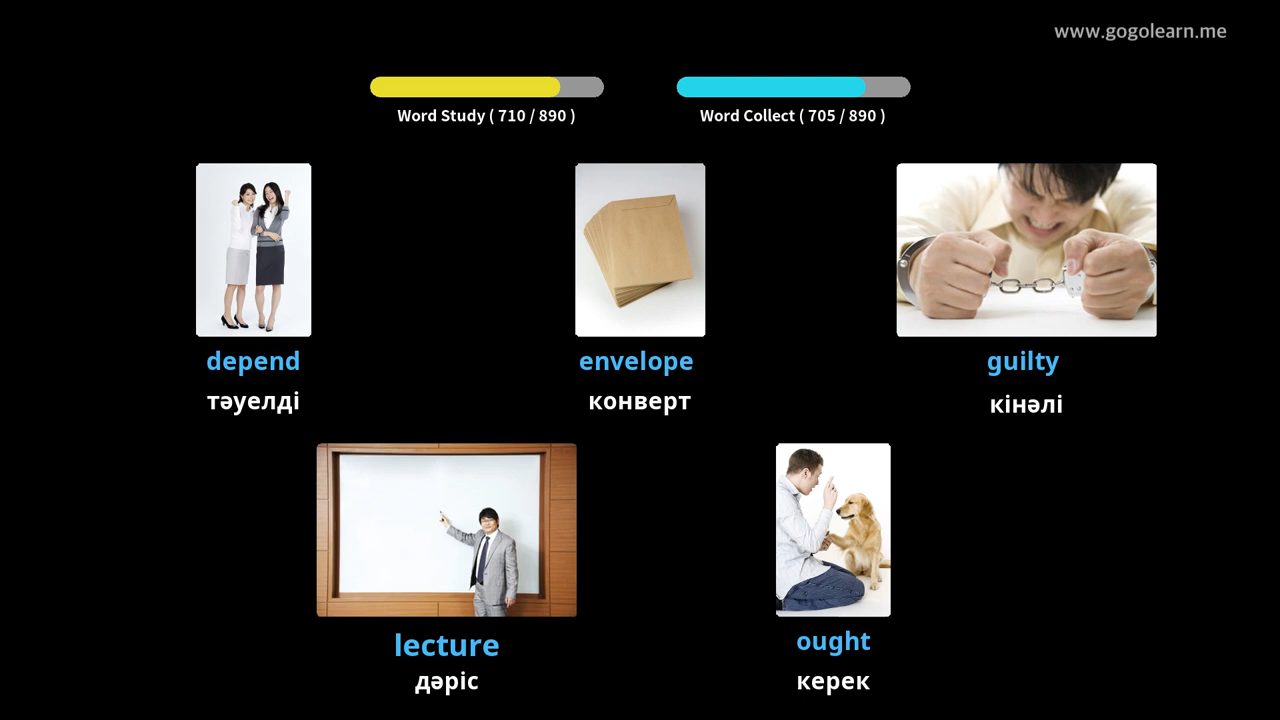 www.gogolearn.me
Word Study ( 710 / 890 )
Word Collect ( 705 / 890 )
depend
тәуелді
envelope
конверт
guilty
кінәлі
lecture
дәріс
ought
керек